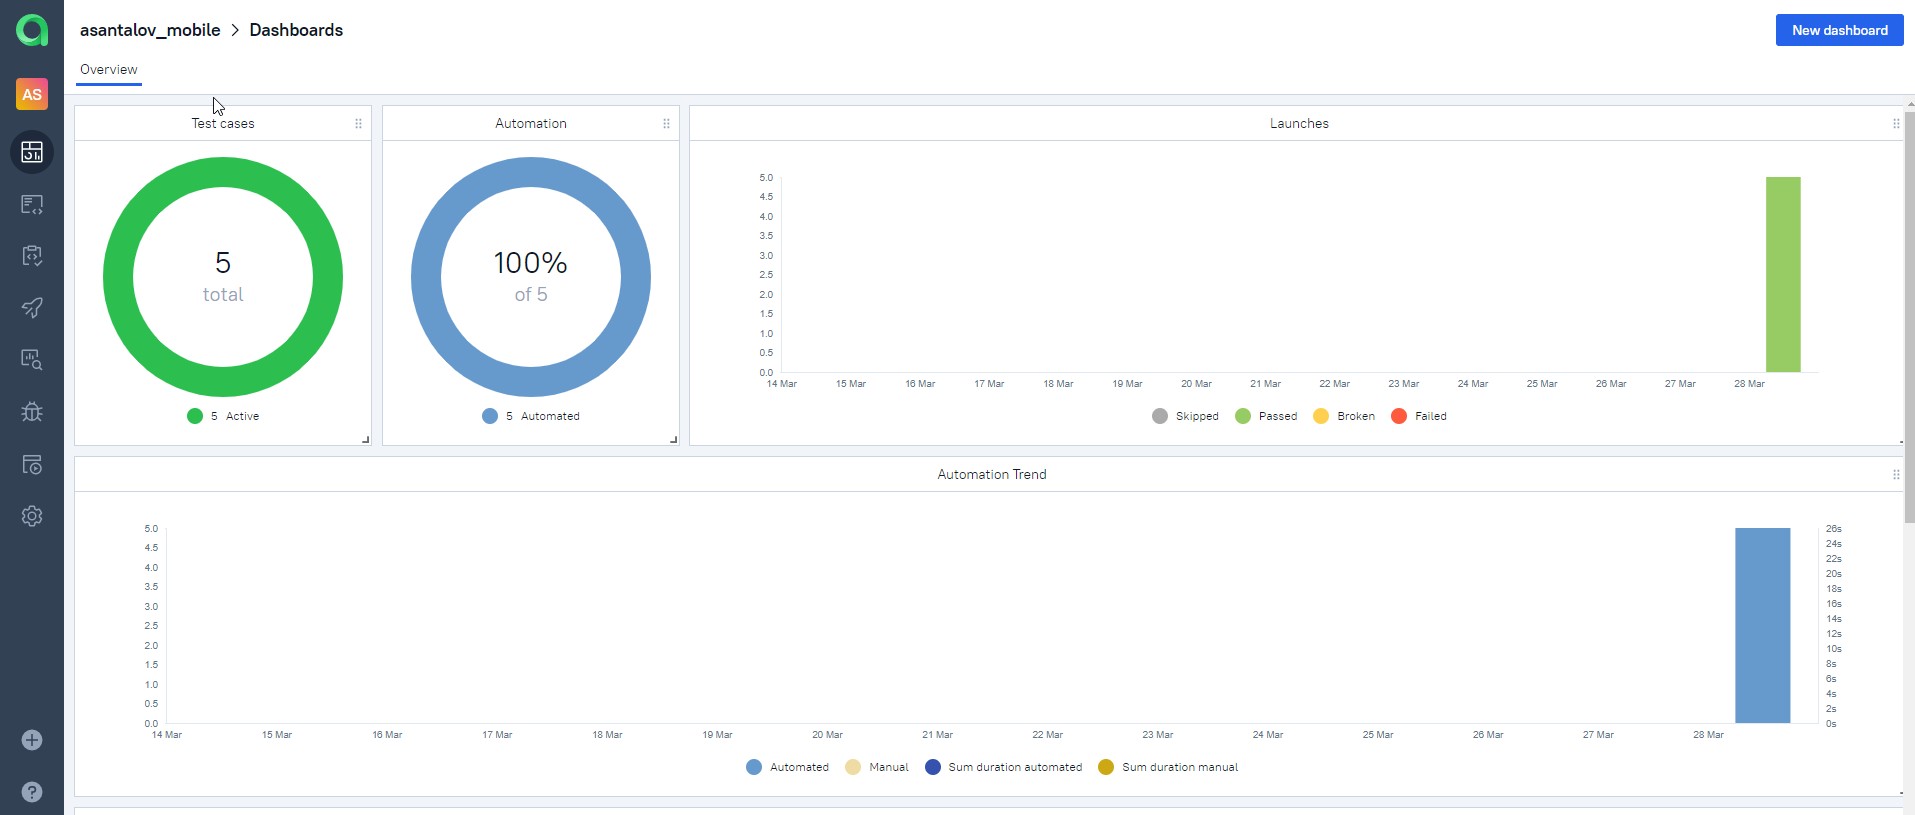 asantalov_mobile > Dashboards
New dashboard
Overview
AS
Test cases
5
total
5 Active
Automation
100%
of 5
5 Automated
Launches
5.0
4.5
4.0
3.5
3.0
2.5
2.0
1.5
1.0
0.5
0.0
14 Mar 15 Mar 16 Mar 17 Mar 18 Mar 19 Mar 20 Mar 21 Mar 22 Mar 23 Mar 24 Mar 25 Mar 26 Mar 27 Mar 28 Mar
Skipped Passed Broken Failed
Automation Trend
5.0
4.5
4.0
3.5
3.0
2.5
2.0
1.5
1.0
0.5
0.0
26s
24s
22s
20s
18s
16s
14s
12s
10s
8s
6s
4s
2s
0s
14 Mar 15 Mar 16 Mar 17 Mar 18 Mar 19 Mar 20 Mar 21 Mar 22 Mar 23 Mar 24 Mar 25 Mar 26 Mar 27 Mar 28 Mar
Automated Manual Sum duration automated Sum duration manual